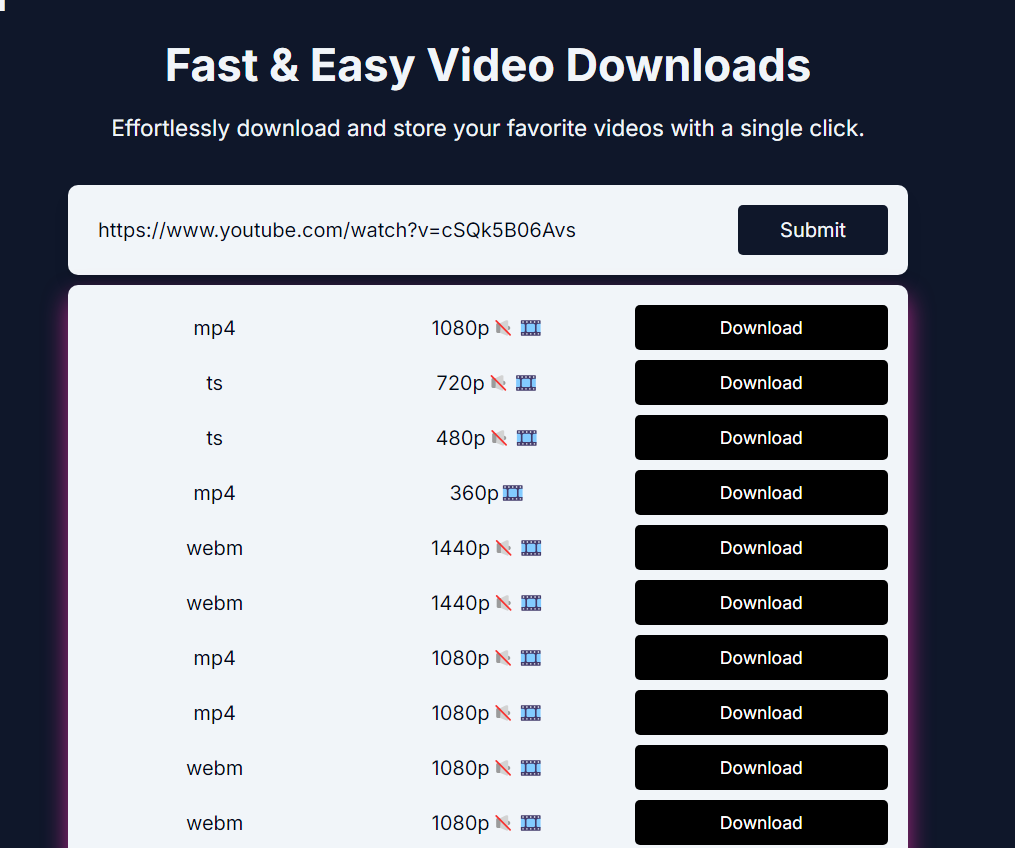 Fast & Easy Video Downloads
Effortlessly download and store your favorite videos with a single click.
https://www.youtube.com/watch?v=cSQk5B06Avs Submit
mp4 1080p Download
ts 720p Download
ts 480p Download
mp4 360p Download
webm 1440p Download
webm 1440p Download
mp4 1080p Download
mp4 1080p Download
webm 1080p Download
webm 1080p Download